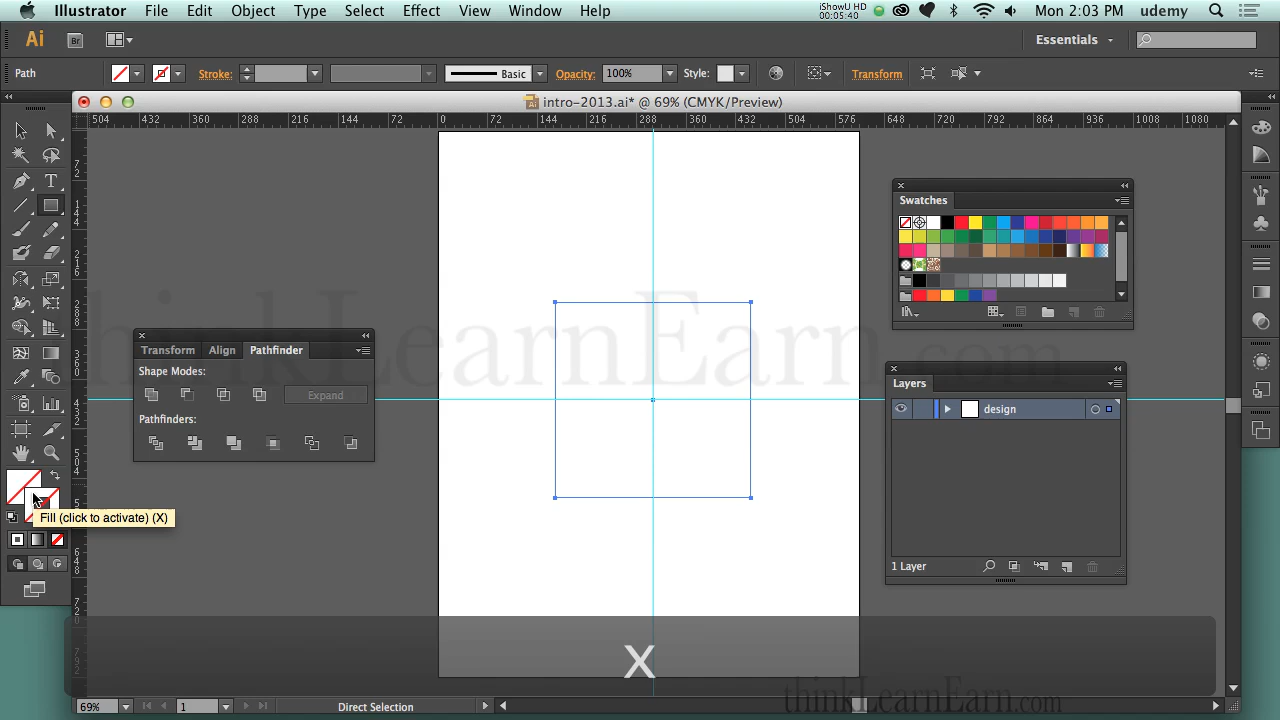 Illustrator File Edit Object Type Select Effect View Window Help iShowU HD 00:05:40 Mon 2:03 PM udemy
Ai Br Essentials
Path Stroke: Basic Opacity: 100% Style: Transform
intro-2013.ai* @ 69% (CMYK/Preview)
504 432 360 288 216 144 72 0 72 144 216 288 360 432 504 576 648 720 792 864 936 1008 1080
Swatches
thinkLearnEarn.com
Transform Align Pathfinder
Shape Modes:
Expand
Pathfinders:
Layers
design
Fill (click to activate) (X)
1 Layer
X
thinkLearnEarn.com
69% 1 Direct Selection